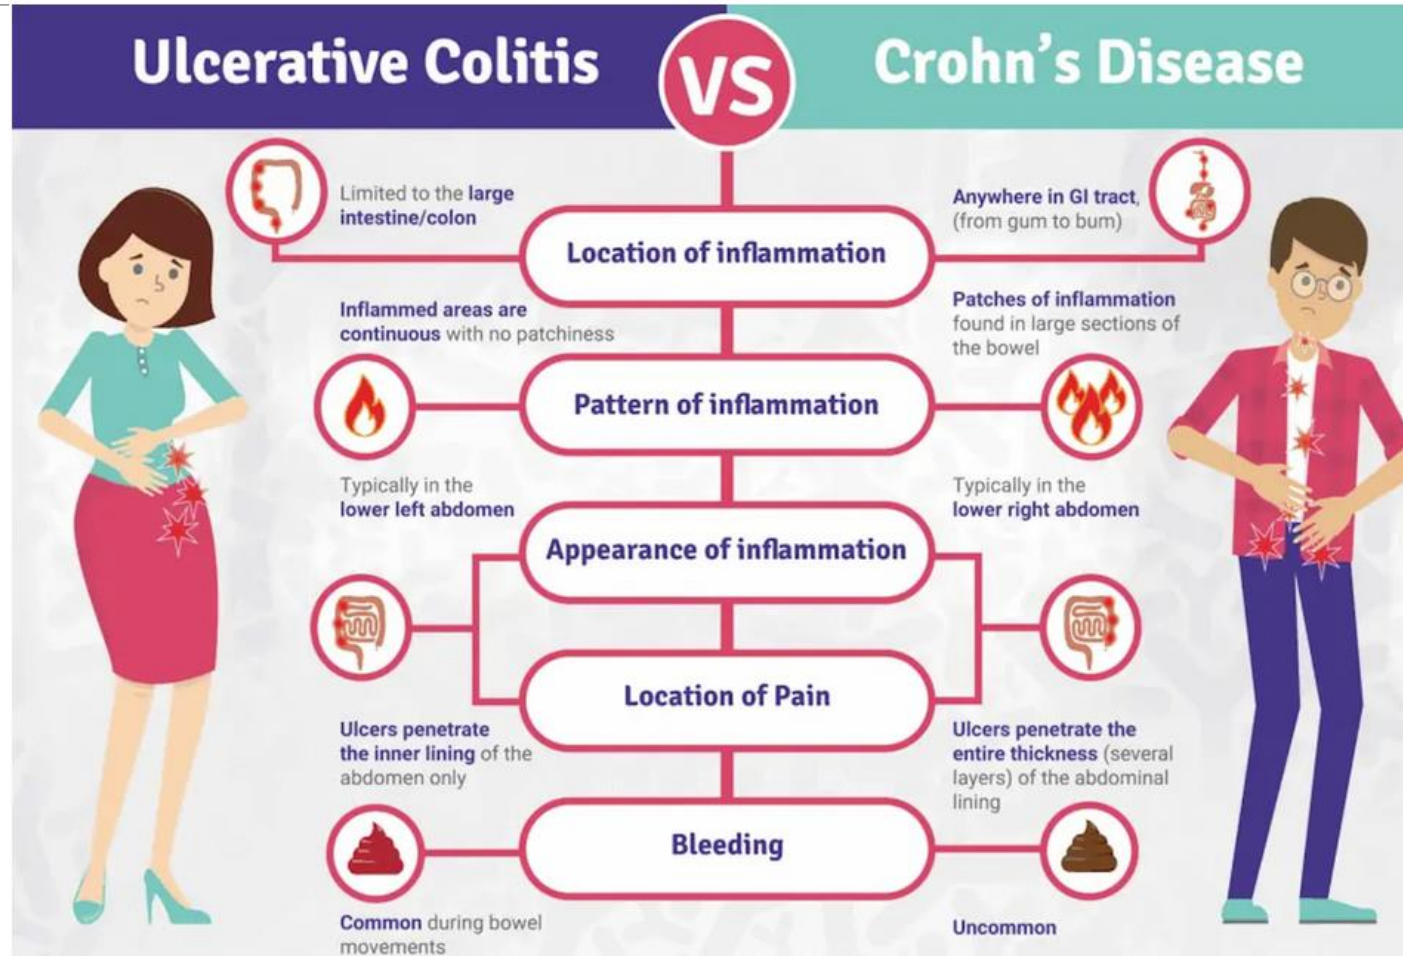 Ulcerative Colitis
VS
Crohn's Disease
Limited to the large
intestine/colon
Location of inflammation
Anywhere in GI tract,
(from gum to bum)
Inflammed areas are
continuous with no patchiness
Pattern of inflammation
Patches of inflammation
found in large sections of
the bowel
Typically in the
lower left abdomen
Appearance of inflammation
Typically in the
lower right abdomen
Location of Pain
Ulcers penetrate
the inner lining of the
abdomen only
Ulcers penetrate the
entire thickness (several
layers) of the abdominal
lining
Bleeding
Common during bowel
movements
Uncommon